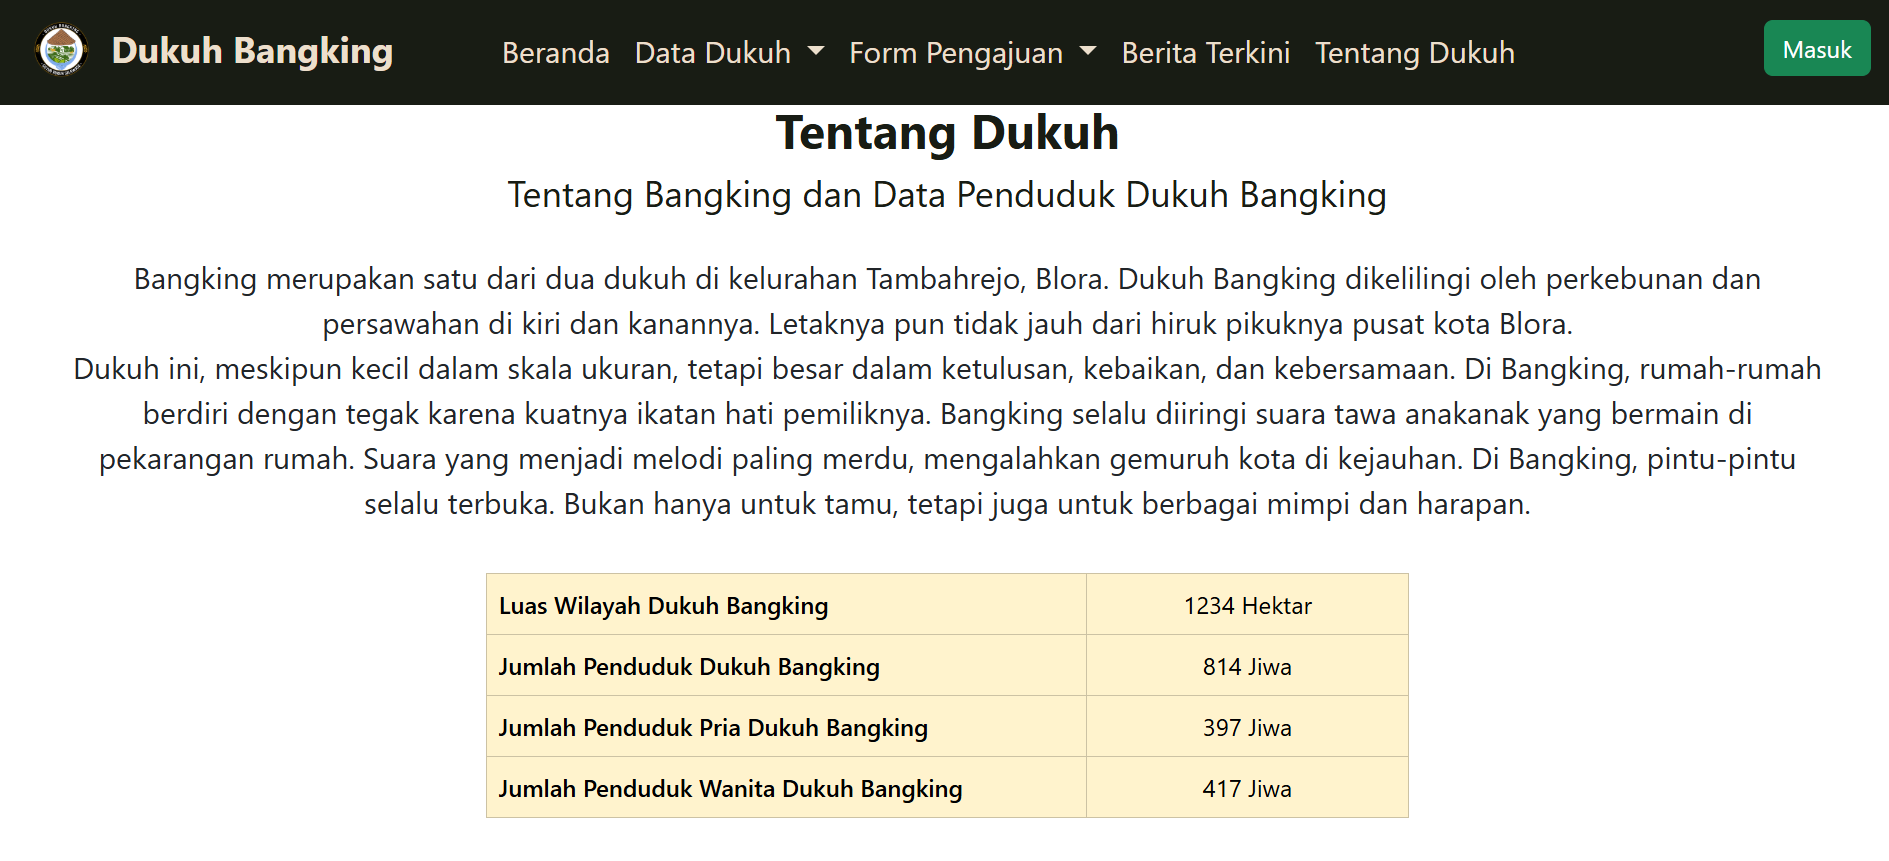 Dukuh Bangking
Beranda Data Dukuh Form Pengajuan Berita Terkini Tentang Dukuh
Masuk
Tentang Dukuh
Tentang Bangking dan Data Penduduk Dukuh Bangking
Bangking merupakan satu dari dua dukuh di kelurahan Tambahrejo, Blora. Dukuh Bangking dikelilingi oleh perkebunan dan
persawahan di kiri dan kanannya. Letaknya pun tidak jauh dari hiruk pikuknya pusat kota Blora.
Dukuh ini, meskipun kecil dalam skala ukuran, tetapi besar dalam ketulusan, kebaikan, dan kebersamaan. Di Bangking, rumah-rumah
berdiri dengan tegak karena kuatnya ikatan hati pemiliknya. Bangking selalu diiringi suara tawa anakanak yang bermain di
pekarangan rumah. Suara yang menjadi melodi paling merdu, mengalahkan gemuruh kota di kejauhan. Di Bangking, pintu-pintu
selalu terbuka. Bukan hanya untuk tamu, tetapi juga untuk berbagai mimpi dan harapan.
Luas Wilayah Dukuh Bangking 1234 Hektar
Jumlah Penduduk Dukuh Bangking 814 Jiwa
Jumlah Penduduk Pria Dukuh Bangking 397 Jiwa
Jumlah Penduduk Wanita Dukuh Bangking 417 Jiwa